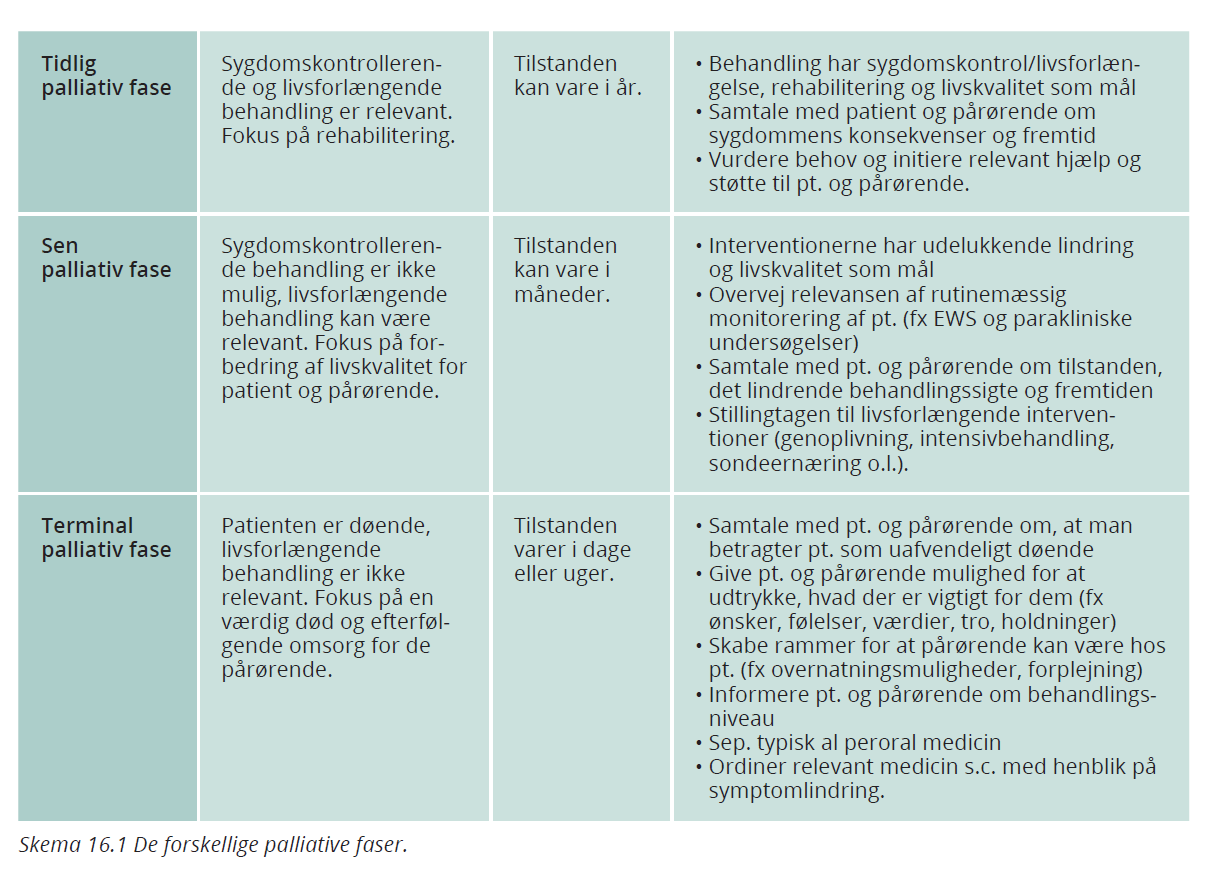 Tidlig
palliativ fase
Sygdomskontrolleren-
de og livsforlængende
behandling er relevant.
Fokus på rehabilitering.
Tilstanden
kan vare i år.
• Behandling har sygdomskontrol/livsforlæn-
gelse, rehabilitering og livskvalitet som mål
• Samtale med patient og pårørende om
sygdommens konsekvenser og fremtid
• Vurdere behov og initiere relevant hjælp og
støtte til pt. og pårørende.
Sen
palliativ fase
Sygdomskontrolleren-
de behandling er ikke
mulig, livsforlængende
behandling kan være
relevant. Fokus på for-
bedring af livskvalitet for
patient og pårørende.
Tilstanden
kan vare i
måneder.
• Interventionerne har udelukkende lindring
og livskvalitet som mål
• Overvej relevansen af rutinemæssig
monitorering af pt. (fx EWS og parakliniske
undersøgelser)
• Samtale med pt. og pårørende om tilstanden,
det lindrende behandlingssigte og fremtiden
• Stillingtagen til livsforlængende interven-
tioner (genoplivning, intensivbehandling,
sondeernæring o.l.).
Terminal
palliativ fase
Patienten er døende,
livsforlængende
behandling er ikke
relevant. Fokus på en
værdig død og efterføl-
gende omsorg for de
pårørende.
Tilstanden
varer i dage
eller uger.
• Samtale med pt. og pårørende om, at man
betragter pt. som uafvendeligt døende
• Give pt. og pårørende mulighed for at
udtrykke, hvad der er vigtigt for dem (fx
ønsker, følelser, værdier, tro, holdninger)
• Skabe rammer for at pårørende kan være hos
pt. (fx overnatningsmuligheder, forplejning)
• Informere pt. og pårørende om behandlings-
niveau
• Sep. typisk al peroral medicin
• Ordiner relevant medicin s.c. med henblik på
symptomlindring.
Skema 16.1 De forskellige palliative faser.